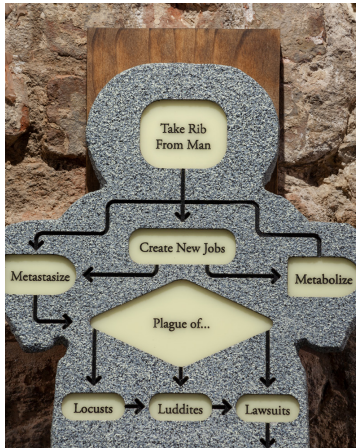 Take Rib
From Man
Create New Jobs
Metastasize
Metabolize
Plague of...
Locusts
Luddites
Lawsuits